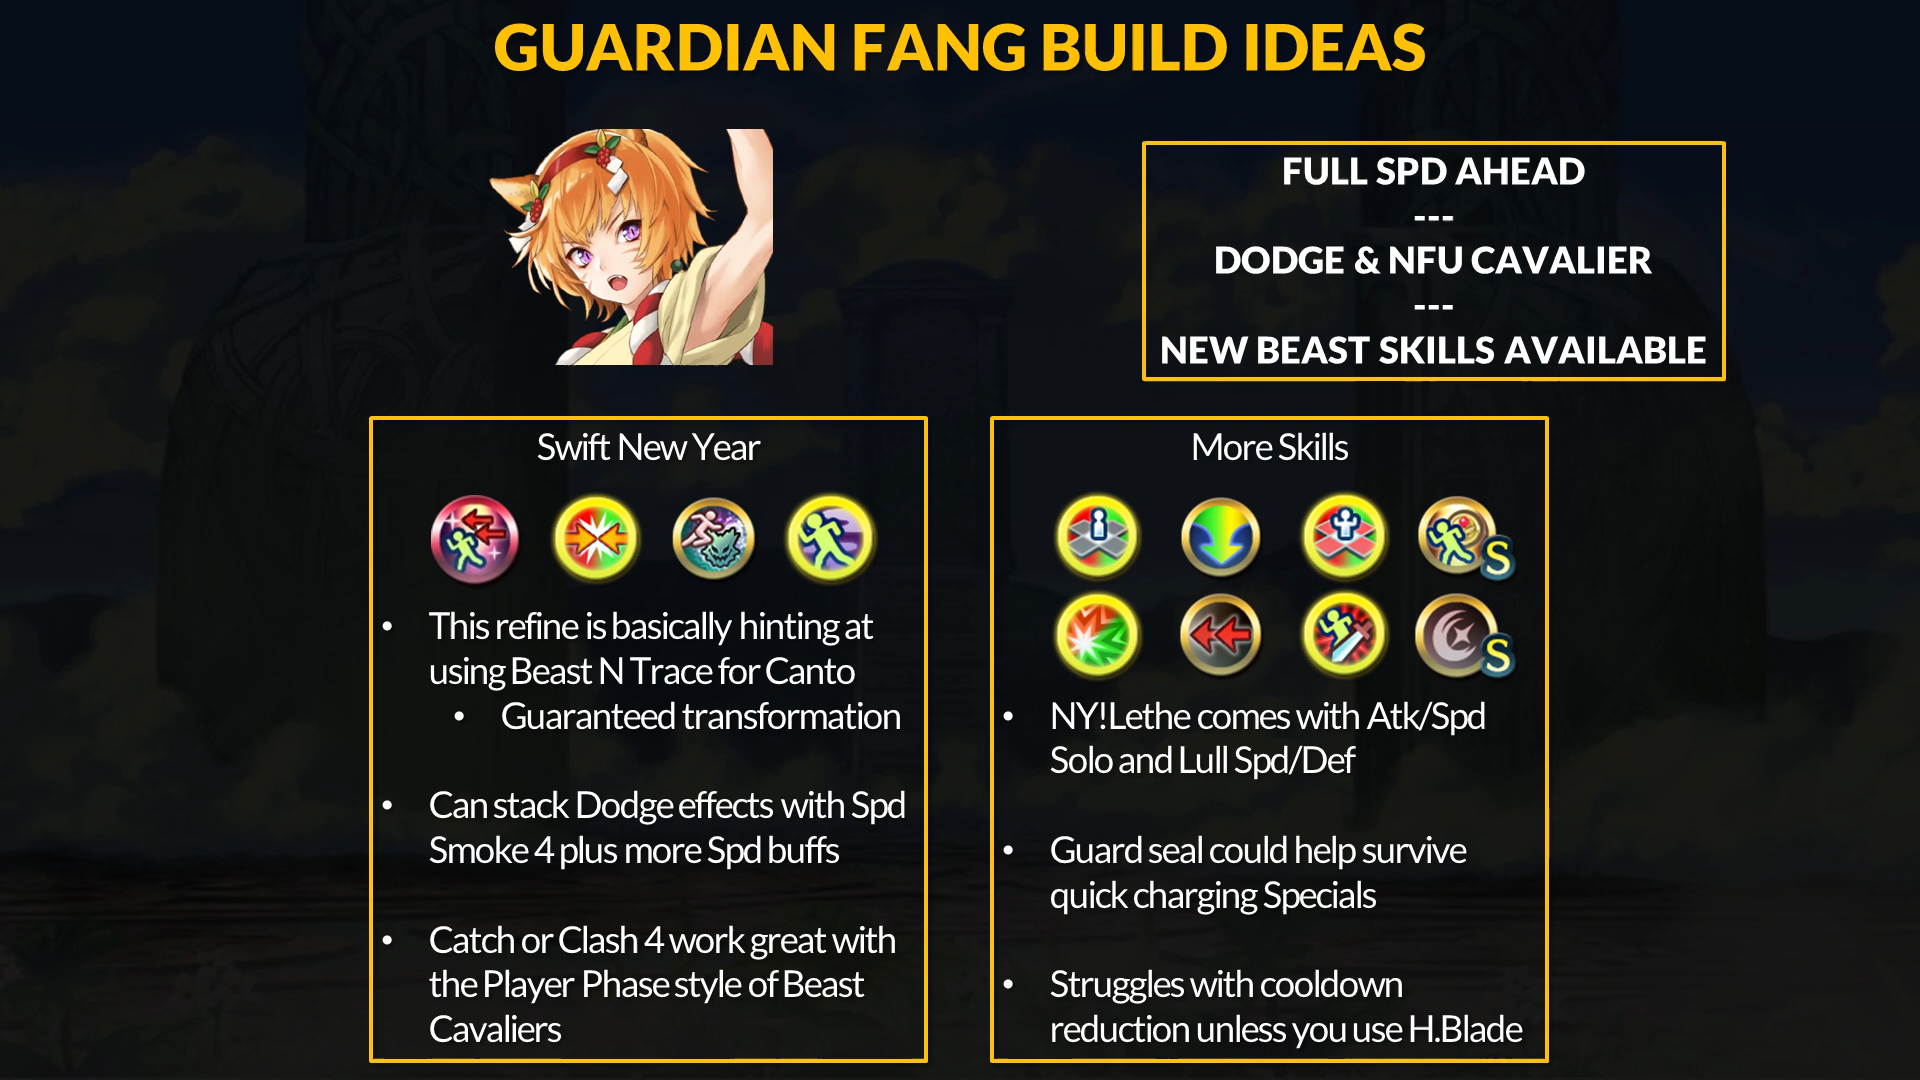 GUARDIAN FANG BUILD IDEAS
FULL SPD AHEAD
---
DODGE & NFU CAVALIER
---
NEW BEAST SKILLS AVAILABLE
Swift New Year
• This refine is basically hinting at
using Beast N Trace for Canto
• Guaranteed transformation
• Can stack Dodge effects with Spd
Smoke 4 plus more Spd buffs
• Catch or Clash 4 work great with
the Player Phase style of Beast
Cavaliers
More Skills
S
S
• NY!Lethe comes with Atk/Spd
Solo and Lull Spd/Def
• Guard seal could help survive
quick charging Specials
• Struggles with cooldown
reduction unless you use H.Blade